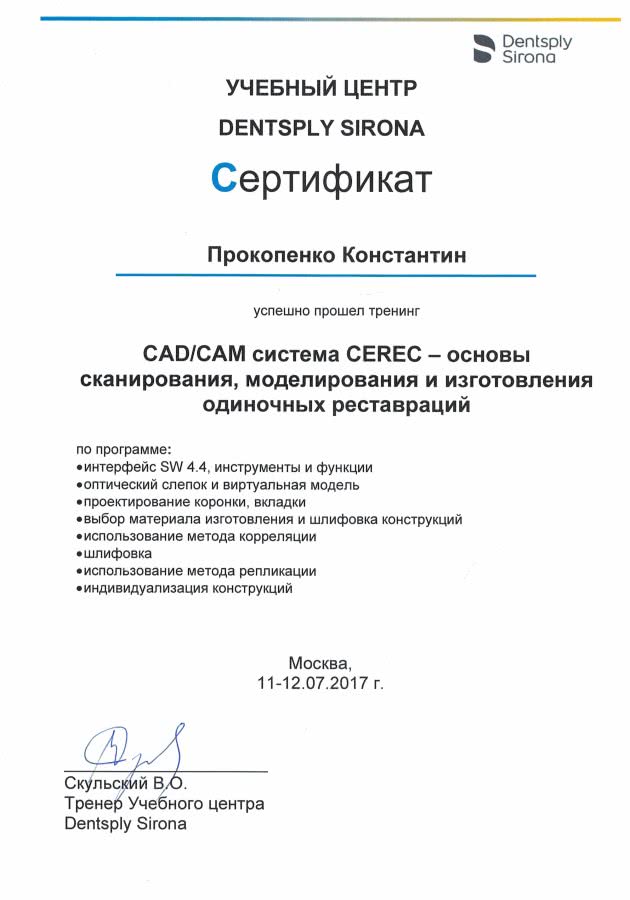 Dentsply
Sirona
УЧЕБНЫЙ ЦЕНТР
DENTSPLY SIRONA
Сертификат
Прокопенко Константин
успешно прошел тренинг
CAD/CAM система CEREC – основы
сканирования, моделирования и изготовления
одиночных реставраций
по программе:
•интерфейс SW 4.4, инструменты и функции
•оптический слепок и виртуальная модель
•проектирование коронки, вкладки
•выбор материала изготовления и шлифовка конструкций
•использование метода корреляции
•шлифовка
•использование метода репликации
•индивидуализация конструкций
Москва,
11-12.07.2017 г.
Скульский В.О.
Тренер Учебного центра
Dentsply Sirona